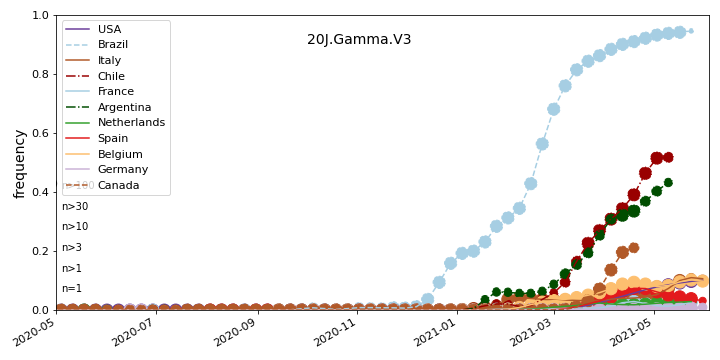 20J.Gamma.V3
frequency
1.0
0.8
0.6
0.4
0.2
0.0
USA
Brazil
Italy
Chile
France
Argentina
Netherlands
Spain
Belgium
Germany
Canada
n>100
n>30
n>10
n>3
n>1
n=1
2020-05
2020-07
2020-09
2020-11
2021-01
2021-03
2021-05